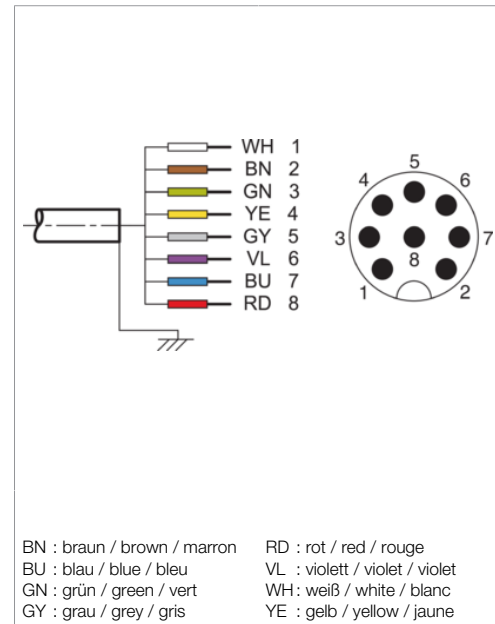 WH 1
BN 2
GN 3
YE 4
GY 5
VL 6
BU 7
RD 8
5
4 6
3 7
8
1 2
BN : braun / brown / marron
BU : blau / blue / bleu
GN : grün / green / vert
GY : grau / grey / gris
RD : rot / red / rouge
VL : violett / violet / violet
WH : weiß / white / blanc
YE : gelb / yellow / jaune